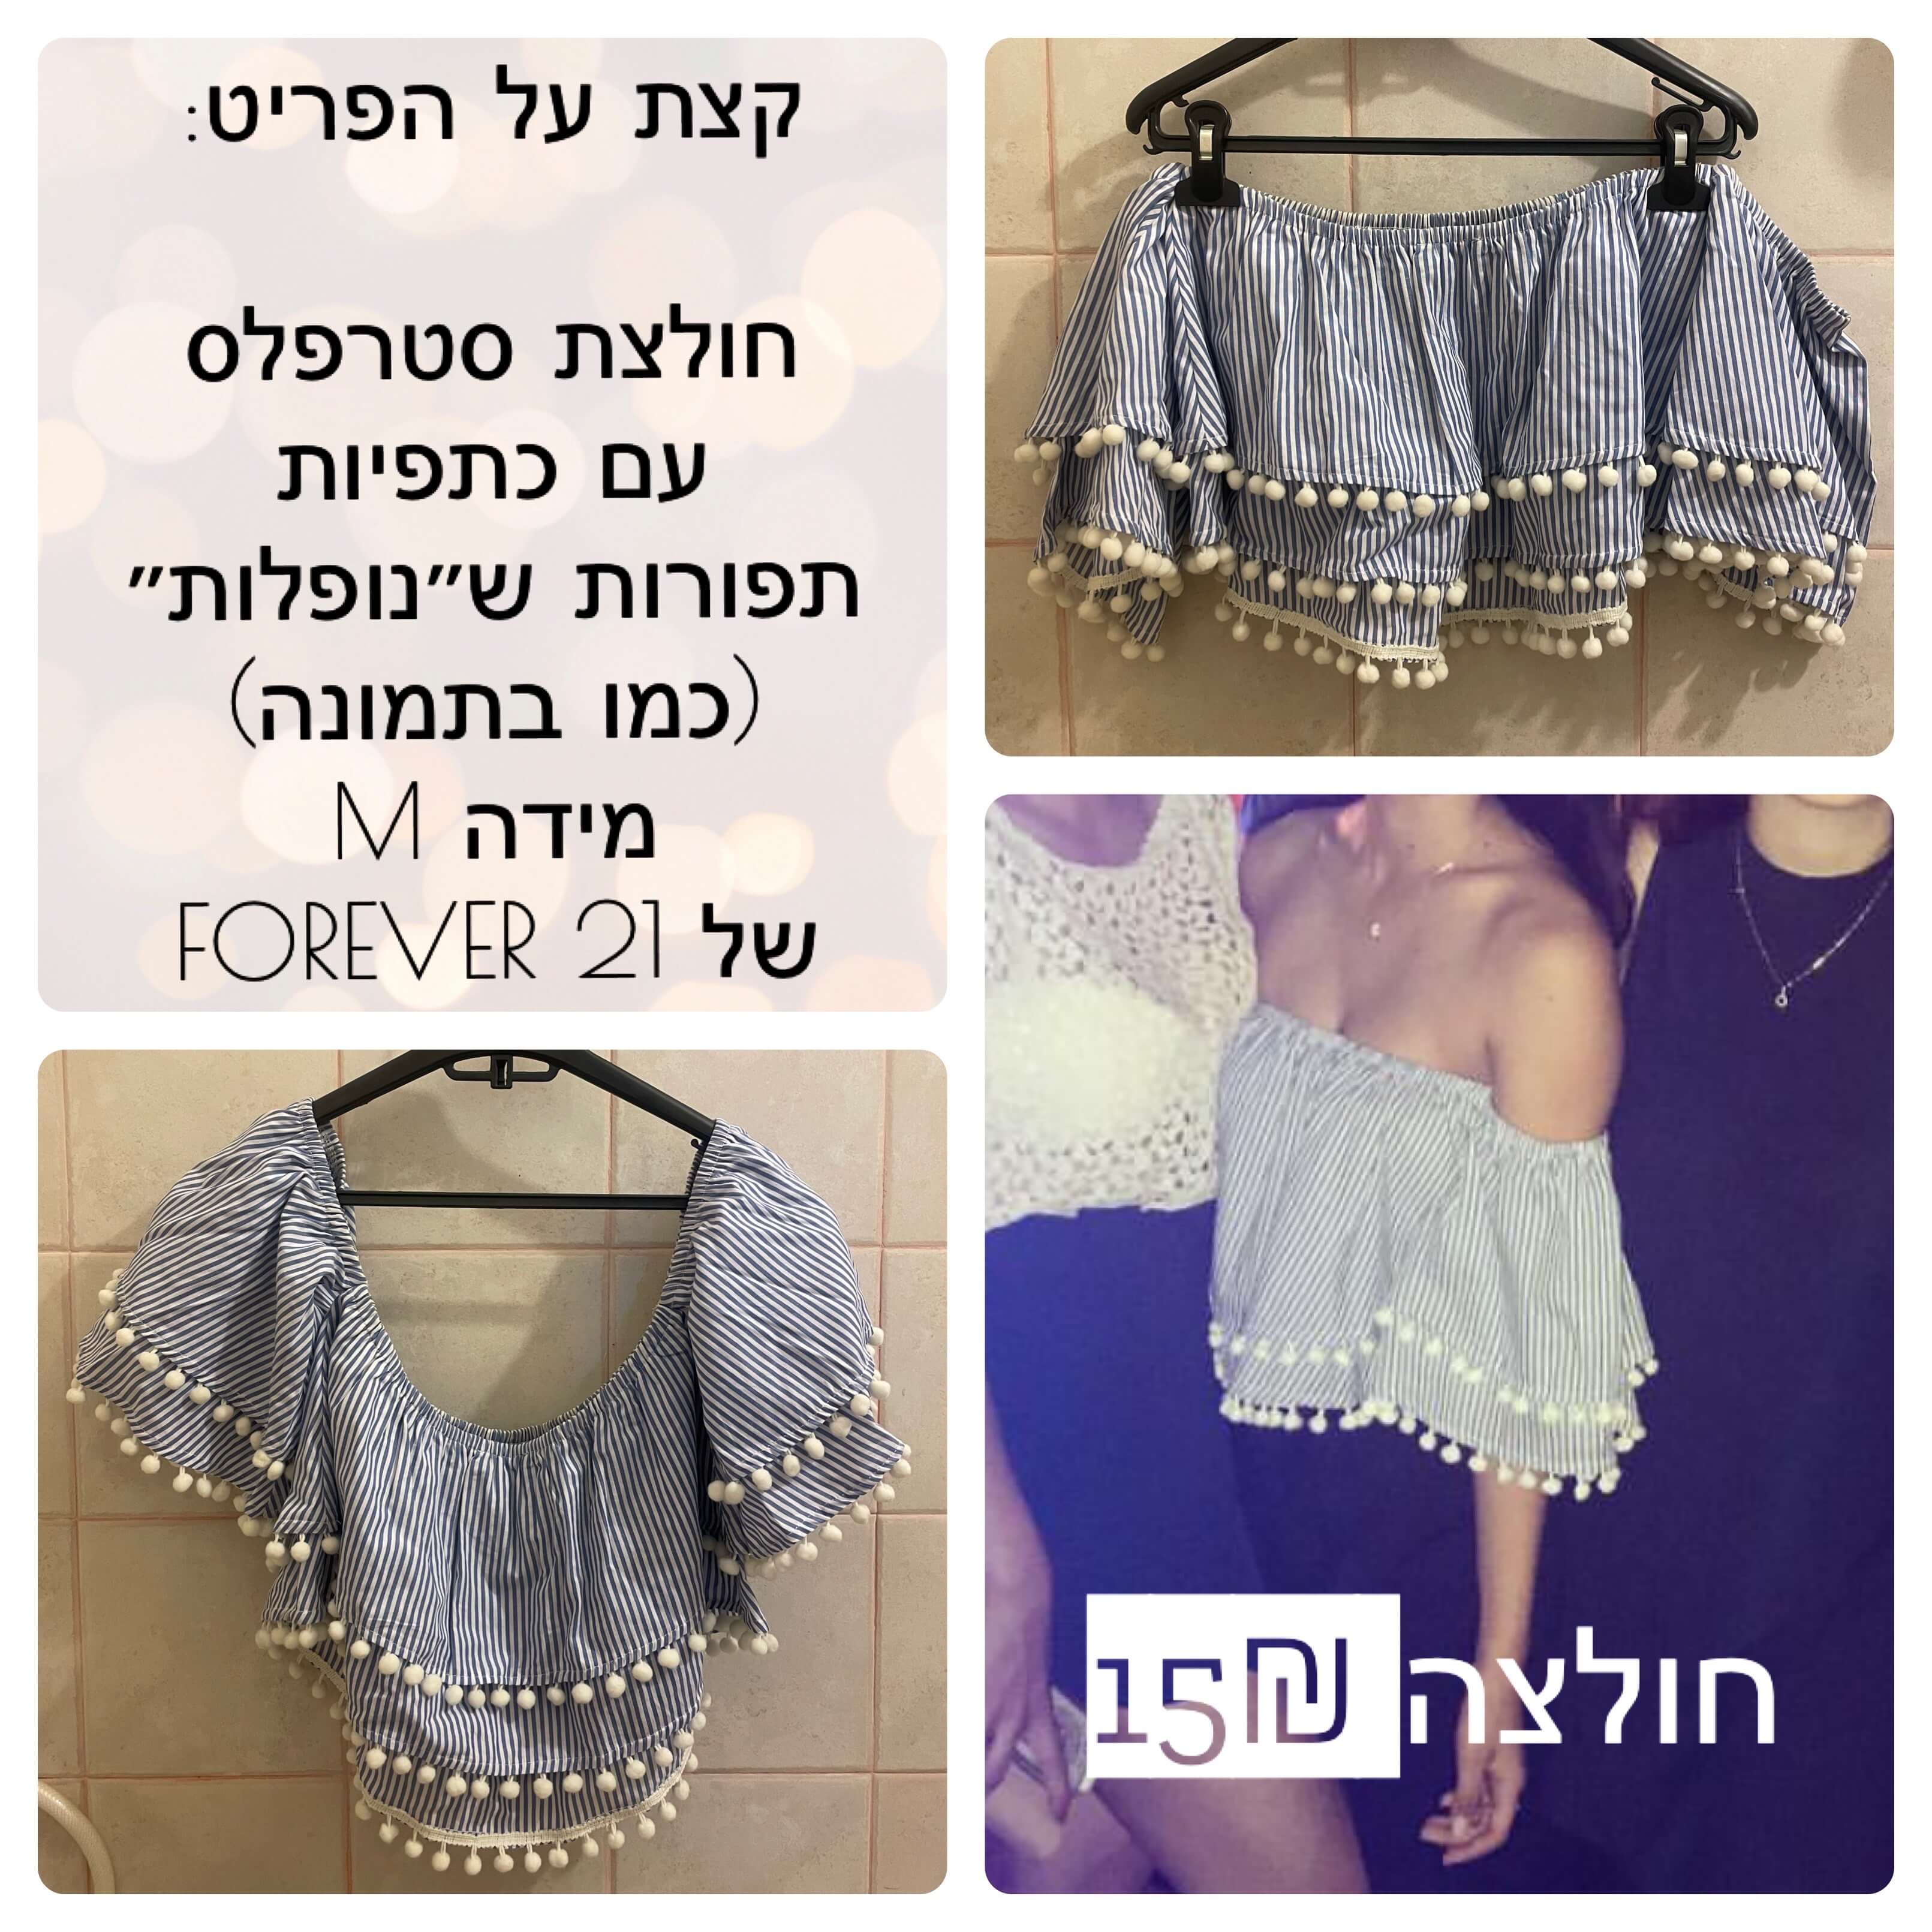 קצת על הפריט:
חולצת סטרפלס
עם כתפיות
תפורות ש״נופלות״
(כמו בתמונה)
מידה M
של FOREVER 21
חולצה 15₪